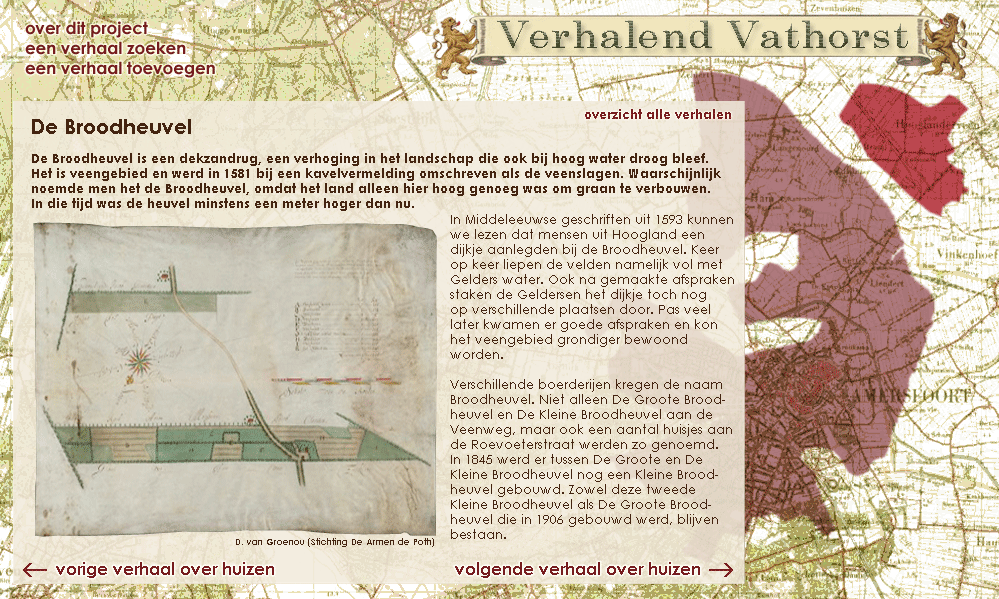 over dit project
een verhaal zoeken
een verhaal toevoegen
Verhalend Vathorst
overzicht alle verhalen
De Broodheuvel
De Broodheuvel is een dekzandrug, een verhoging in het landschap die ook bij hoog water droog bleef.
Het is veengebied en werd in 1581 bij een kavelvermelding omschreven als de veenslagen. Waarschijnlijk
noemde men het de Broodheuvel, omdat het land alleen hier hoog genoeg was om graan te verbouwen.
In die tijd was de heuvel minstens een meter hoger dan nu.
In Middeleeuwse geschriften uit 1593 kunnen
we lezen dat mensen uit Hoogland een
dijkje aanlegden bij de Broodheuvel. Keer
op keer liepen de velden namelijk vol met
Gelders water. Ook na gemaakte afspraken
staken de Geldersen het dijkje toch nog
op verschillende plaatsen door. Pas veel
later kwamen er goede afspraken en kon
het veengebied grondiger bewoond
worden.
Verschillende boerderijen kregen de naam
Broodheuvel. Niet alleen De Groote Brood-
heuvel en De Kleine Broodheuvel aan de
Veenweg, maar ook een aantal huisjes aan
de Roevoeterstraat werden zo genoemd.
In 1845 werd er tussen De Groote en De
Kleine Broodheuvel nog een Kleine Brood-
heuvel gebouwd. Zowel deze tweede
Kleine Broodheuvel als De Groote Brood-
heuvel die in 1906 gebouwd werd, blijven
bestaan.
D. van Groenou (Stichting De Armen de Poth)
← vorige verhaal over huizen
volgende verhaal over huizen →
Zevenhuizen
Hooglanderveen
Vinkenhoef
Liendert
AMERSFOORT